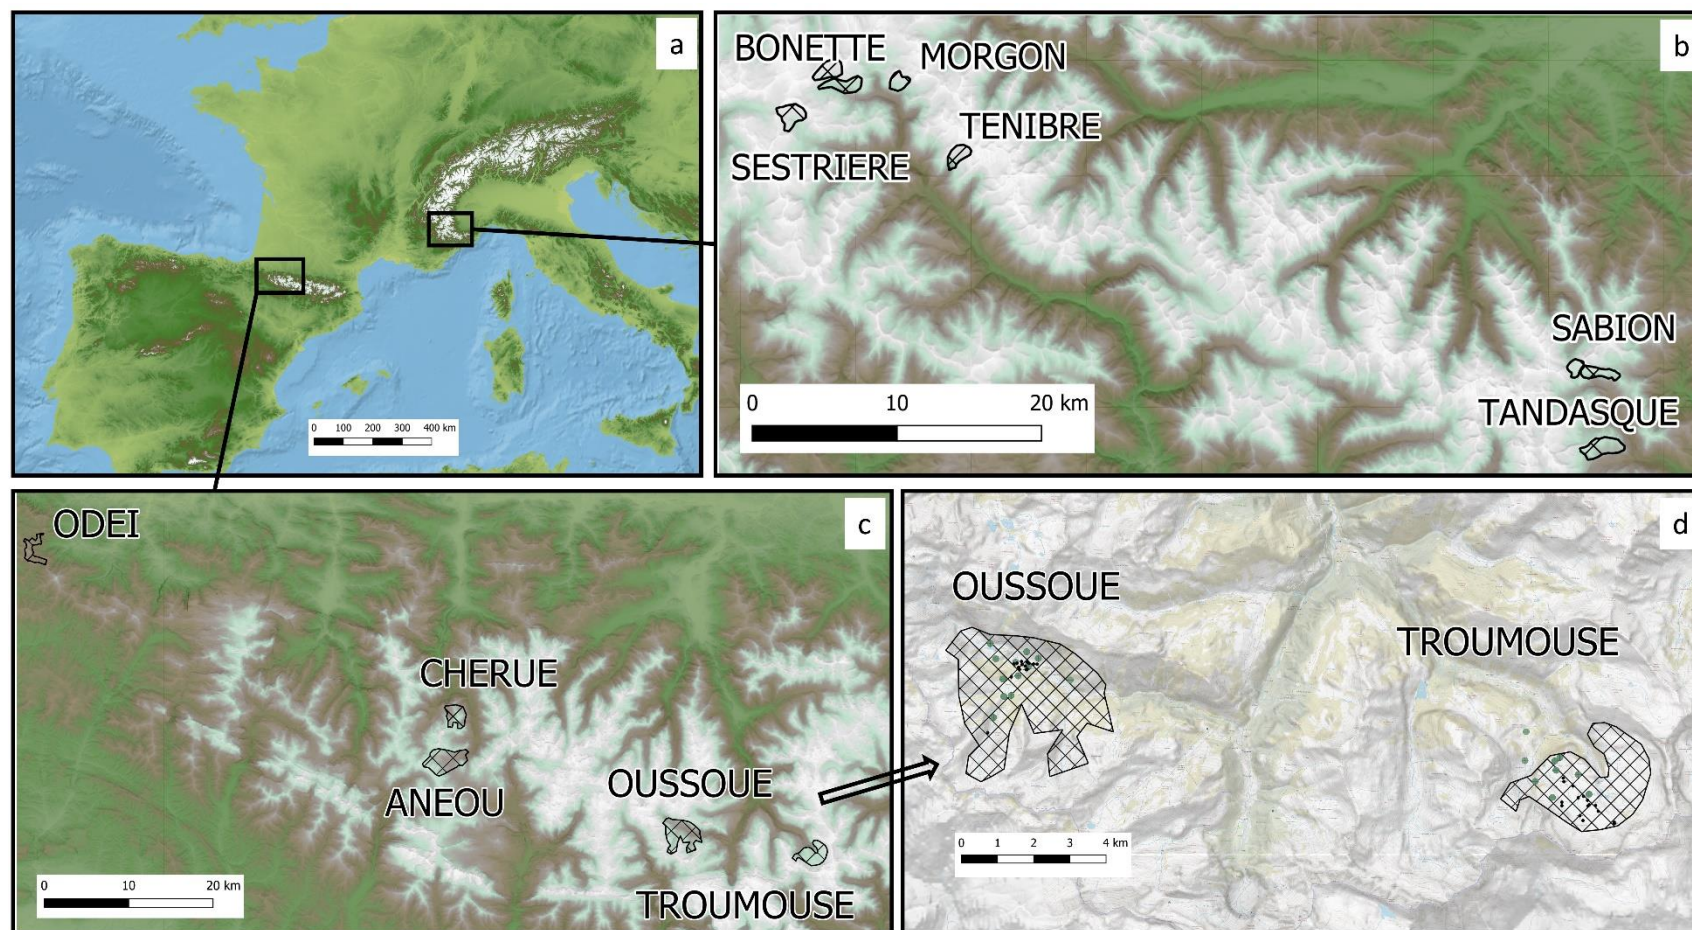 a
0 100 200 300 400 km
b
BONETTE
MORGON
TENIBRE
SESTRIERE
SABION
TANDASQUE
0 10 20 km
c
ODEI
CHERUE
ANEOU
OUSSOUE
TROUMOUSE
0 10 20 km
d
OUSSOUE
TROUMOUSE
0 1 2 3 4 km